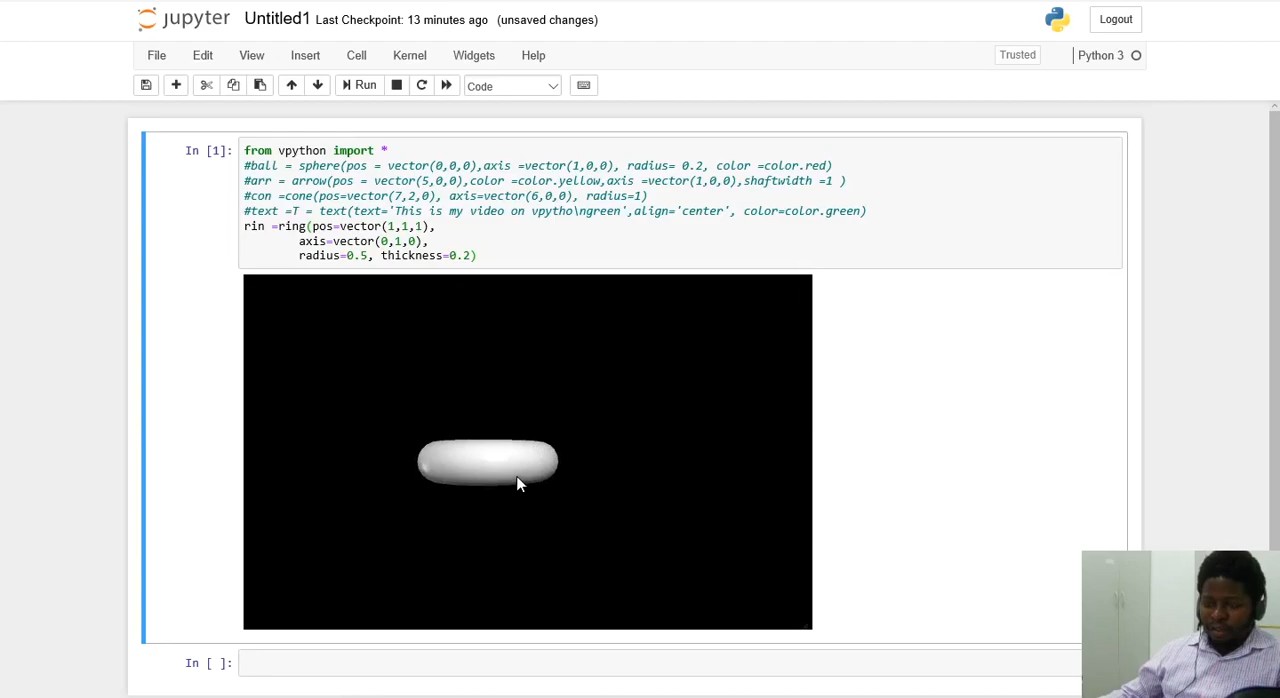 jupyter Untitled1 Last Checkpoint: 13 minutes ago (unsaved changes) Logout
File Edit View Insert Cell Kernel Widgets Help Trusted Python 3
Run Code
In [1]: from vpython import *
#ball = sphere(pos = vector(0,0,0),axis =vector(1,0,0), radius= 0.2, color =color.red)
#arr = arrow(pos = vector(5,0,0),color =color.yellow,axis =vector(1,0,0),shaftwidth =1 )
#con =cone(pos=vector(7,2,0), axis=vector(6,0,0), radius=1)
#text =T = text(text='This is my video on vpytho\ngreen',align='center', color=color.green)
rin =ring(pos=vector(1,1,1),
axis=vector(0,1,0),
radius=0.5, thickness=0.2)
In [ ]: